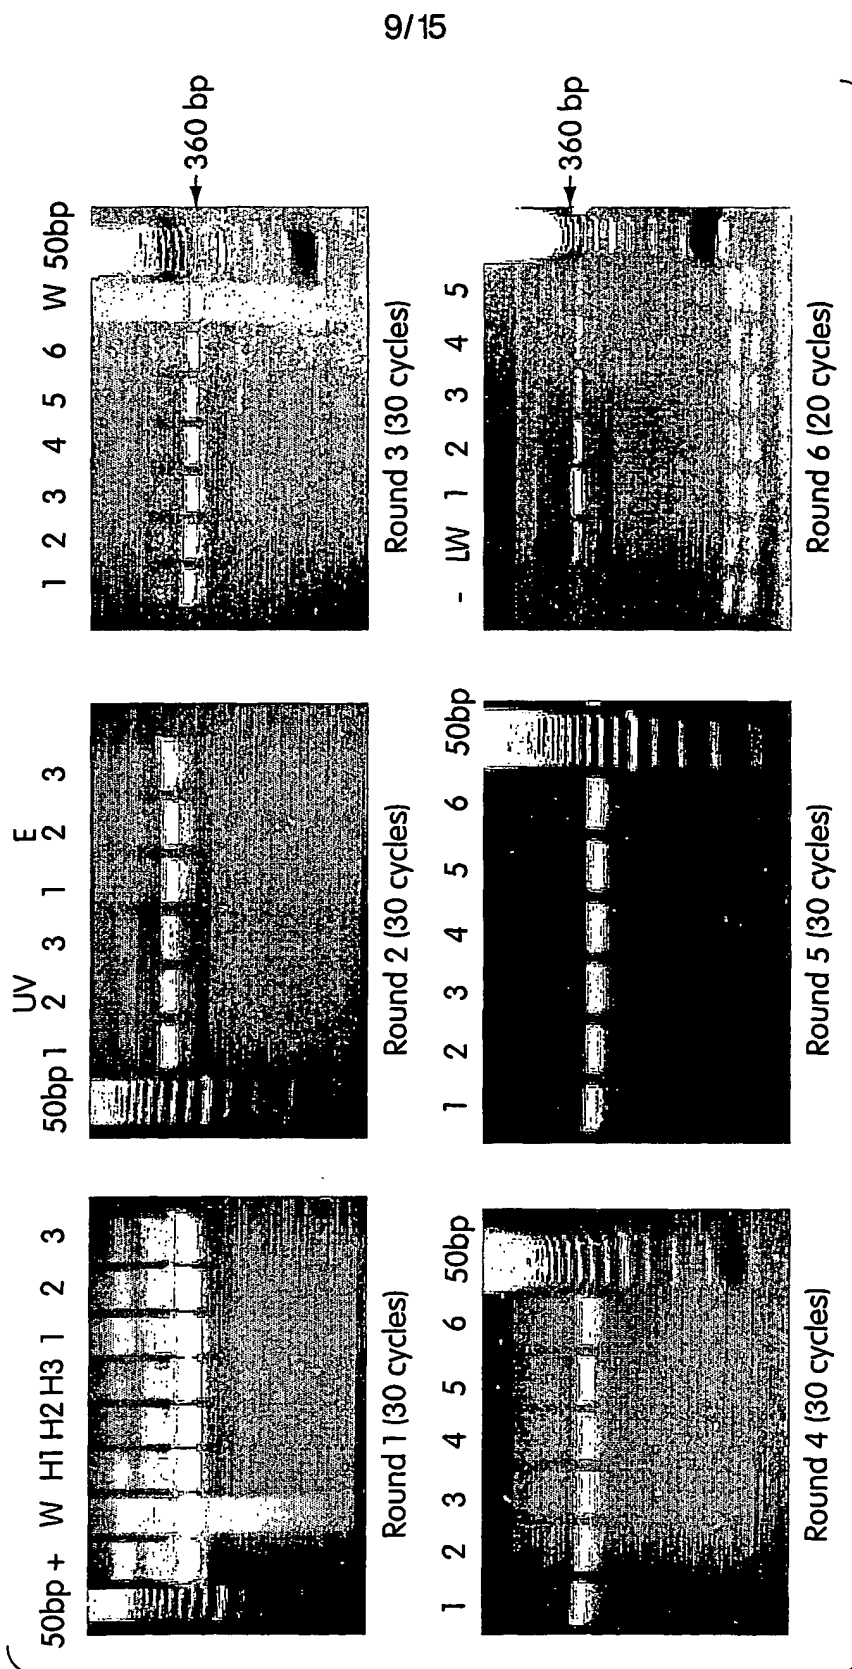 9/15
50bp + W H1 H2 H3 1 2 3
Round 1 (30 cycles)
UV E
50bp 1 2 3 1 2 3
Round 2 (30 cycles)
1 2 3 4 5 6 W 50bp
360 bp
Round 3 (30 cycles)
1 2 3 4 5 6 50bp
Round 4 (30 cycles)
1 2 3 4 5 6 50bp
Round 5 (30 cycles)
- LW 1 2 3 4 5
360 bp
Round 6 (20 cycles)